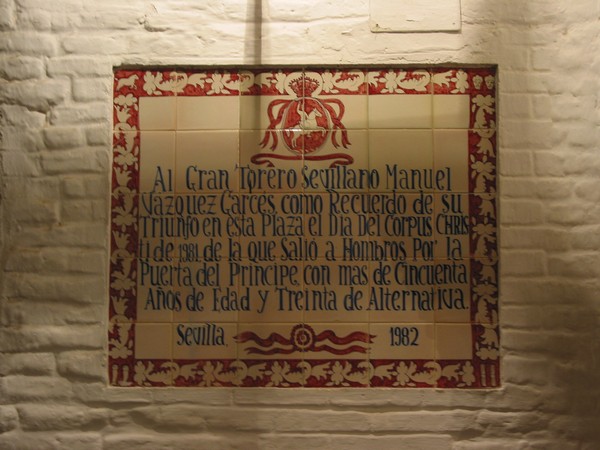 Al Gran Torero Sevillano Manuel
Vazquez Garces como Recuerdo de su
Triunfo en esta Plaza el Dia Del Corpus Chris
ti de 1981, de la que Salió a Hombros Por la
Puerta del Principe, con mas de Cincuenta
Años de Edad y Treinta de Alternativa.
Sevilla 1982